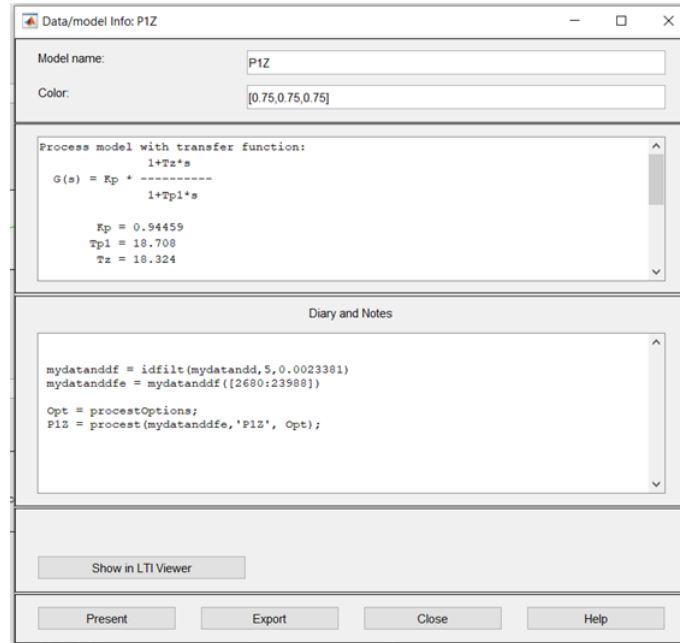 Data/model Info: P1Z
Model name:
P1Z
Color:
[0.75,0.75,0.75]
Process model with transfer function:
1+Tz*s
G(s) = Kp * ----------
1+Tp1*s
Kp = 0.94459
Tp1 = 18.708
Tz = 18.324
Diary and Notes
mydatanddf = idfilt(mydatandd,5,0.0023381)
mydatanddfe = mydatanddf([2680:23988])
Opt = procestOptions;
P1Z = procest(mydatanddfe,'P1Z', Opt);
Show in LTI Viewer
Present
Export
Close
Help